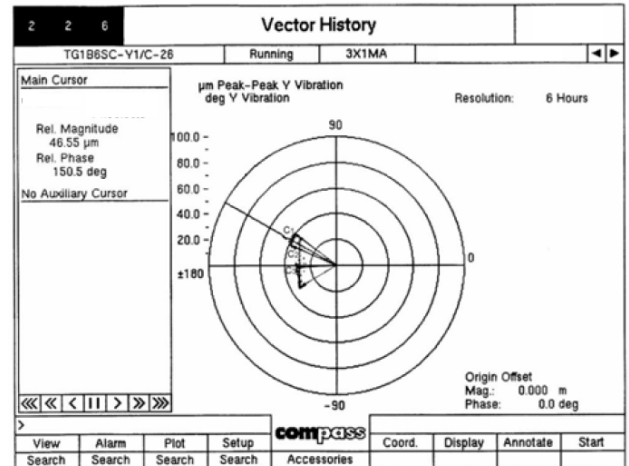 2 2 6
Vector History
TG1B6SC-Y1/C-26
Running
3X1MA
Main Cursor
Rel. Magnitude
46.55 µm
Rel. Phase
150.5 deg
No Auxiliary Cursor
µm Peak-Peak Y Vibration
deg Y Vibration
Resolution: 6 Hours
90
100.0
80.0
60.0
40.0
20.0
±180
0
-90
C1
Origin Offset
Mag.: 0.000 m
Phase: 0.0 deg
>
compass
View Alarm Plot Setup Coord. Display Annotate Start
Search Search Search Search Accessories